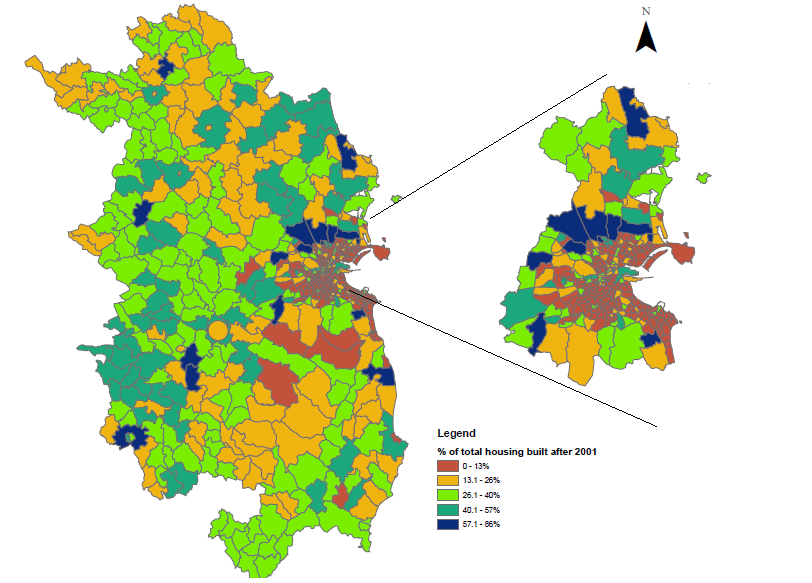 N
Legend
% of total housing built after 2001
0 - 13%
13.1 - 26%
26.1 - 40%
40.1 - 57%
57.1 - 86%